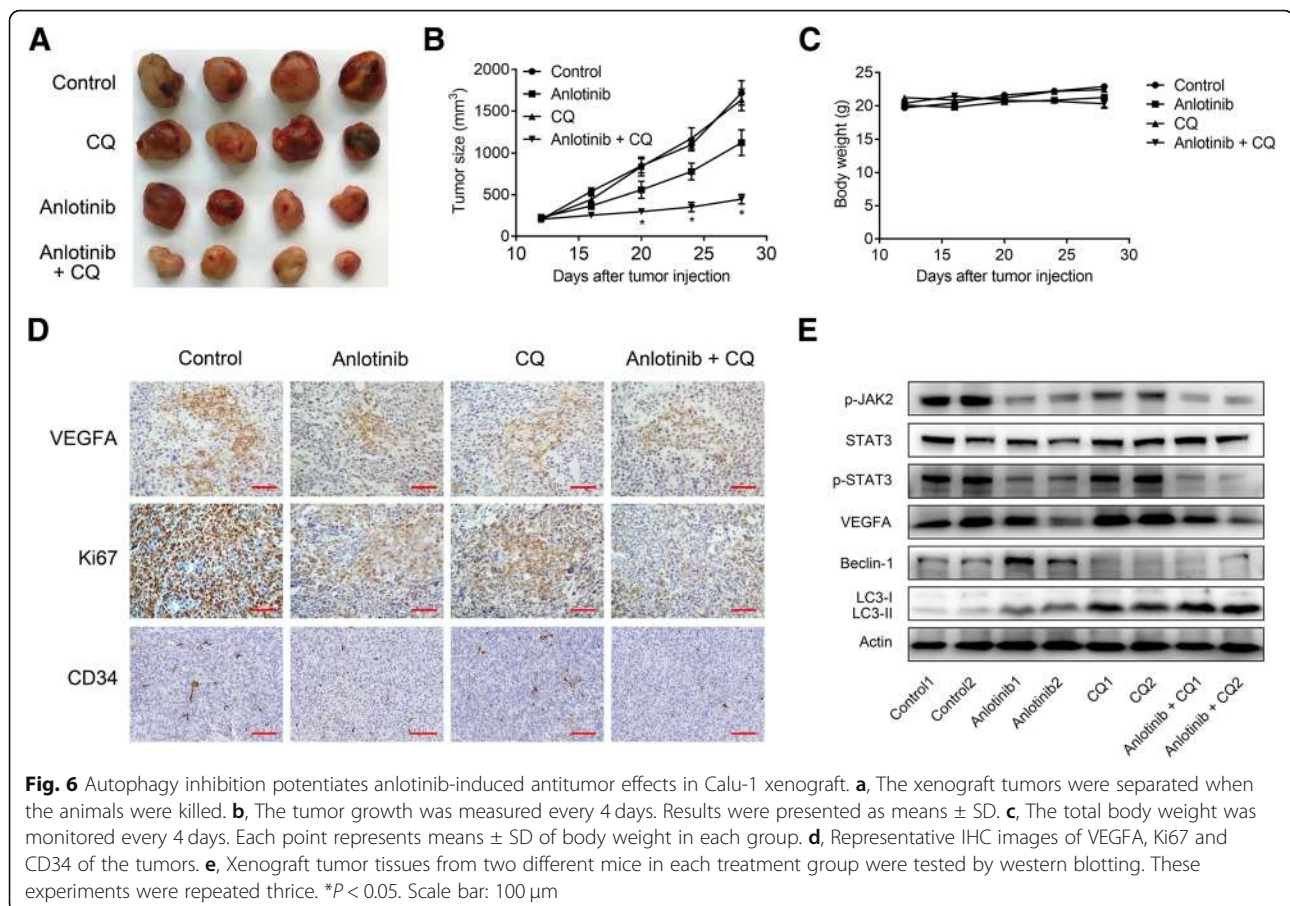 A
Control
CQ
Anlotinib
Anlotinib
+ CQ
B
2000
1500
1000
500
0
Tumor size (mm³)
Control
Anlotinib
CQ
Anlotinib + CQ
*
*
*
10 15 20 25 30
Days after tumor injection
C
25
20
15
10
5
0
Body weight (g)
Control
Anlotinib
CQ
Anlotinib + CQ
10 15 20 25 30
Days after tumor injection
D
Control Anlotinib CQ Anlotinib + CQ
VEGFA
Ki67
CD34
E
p-JAK2
STAT3
p-STAT3
VEGFA
Beclin-1
LC3-I
LC3-II
Actin
Control1
Control2
Anlotinib1
Anlotinib2
CQ1
CQ2
Anlotinib + CQ1
Anlotinib + CQ2
Fig. 6 Autophagy inhibition potentiates anlotinib-induced antitumor effects in Calu-1 xenograft. a, The xenograft tumors were separated when
the animals were killed. b, The tumor growth was measured every 4 days. Results were presented as means ± SD. c, The total body weight was
monitored every 4 days. Each point represents means ± SD of body weight in each group. d, Representative IHC images of VEGFA, Ki67 and
CD34 of the tumors. e, Xenograft tumor tissues from two different mice in each treatment group were tested by western blotting. These
experiments were repeated thrice. *P < 0.05. Scale bar: 100 μm